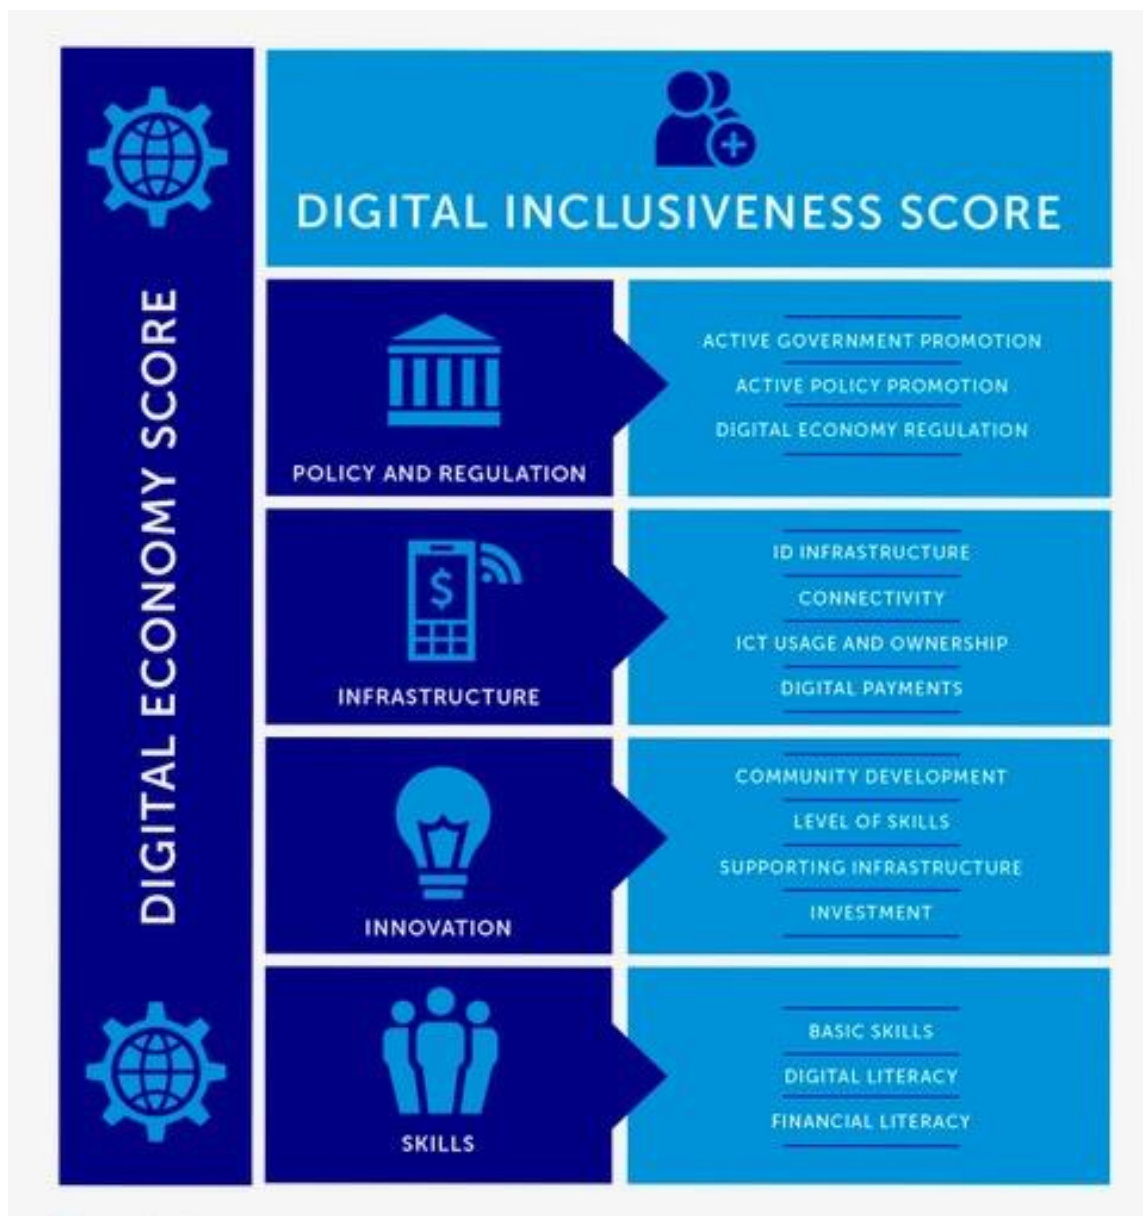 DIGITAL ECONOMY SCORE
DIGITAL INCLUSIVENESS SCORE
POLICY AND REGULATION
ACTIVE GOVERNMENT PROMOTION
ACTIVE POLICY PROMOTION
DIGITAL ECONOMY REGULATION
$
INFRASTRUCTURE
ID INFRASTRUCTURE
CONNECTIVITY
ICT USAGE AND OWNERSHIP
DIGITAL PAYMENTS
INNOVATION
COMMUNITY DEVELOPMENT
LEVEL OF SKILLS
SUPPORTING INFRASTRUCTURE
INVESTMENT
SKILLS
BASIC SKILLS
DIGITAL LITERACY
FINANCIAL LITERACY